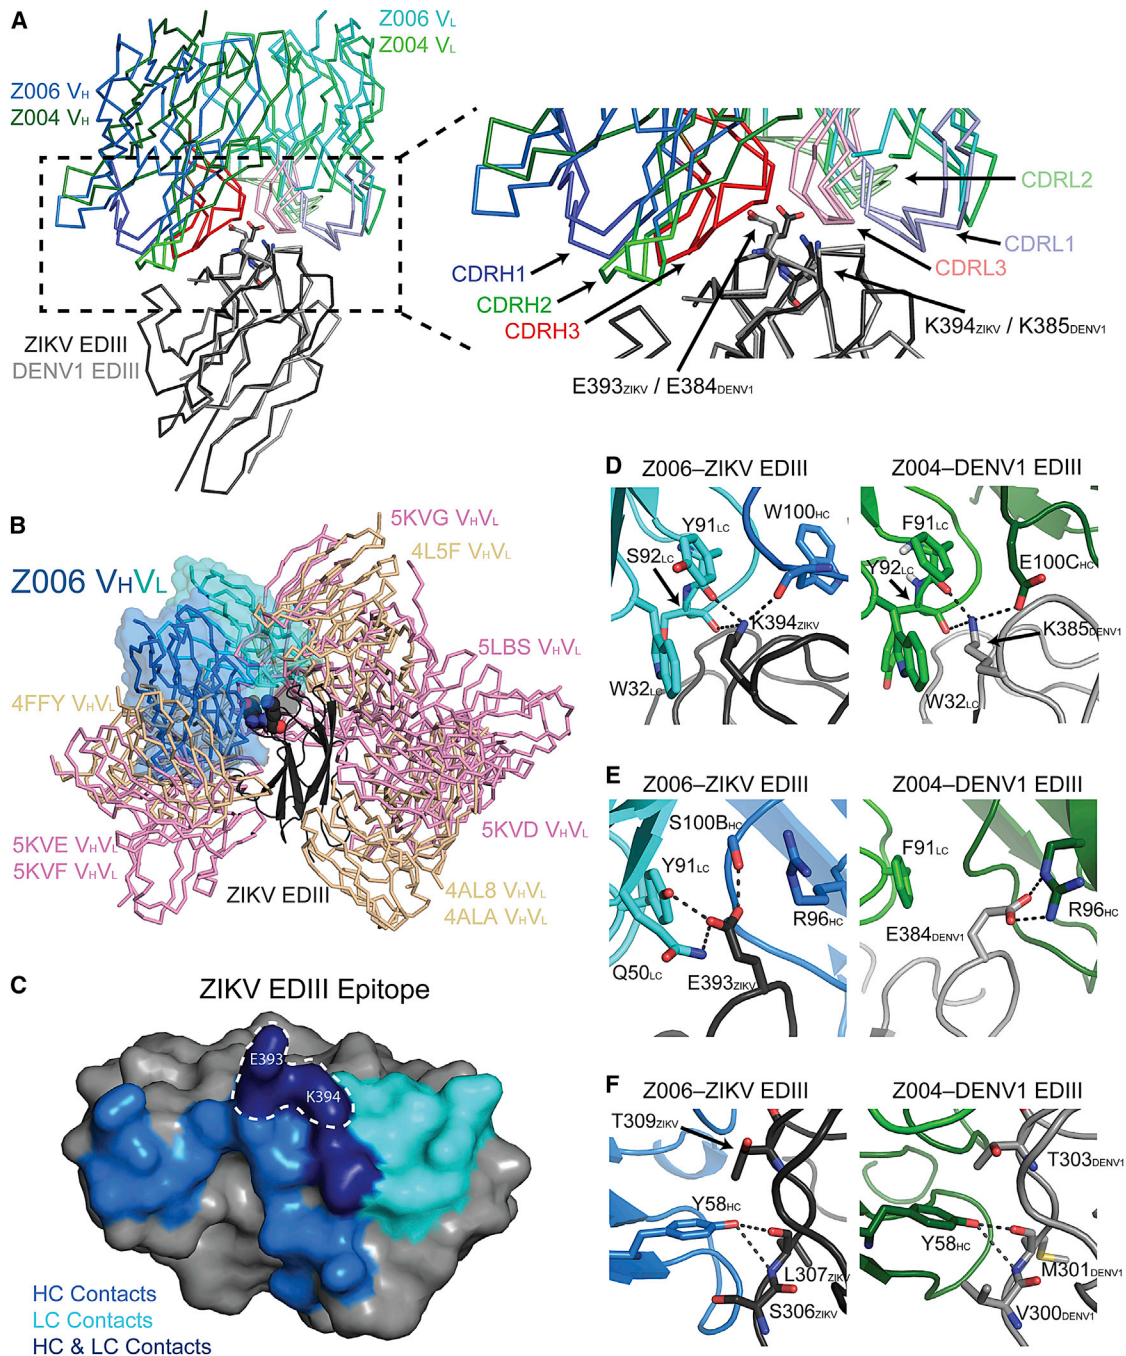 A
Z006 VL
Z004 VL
Z006 VH
Z004 VH
ZIKV EDIII
DENV1 EDIII
CDRL2
CDRL1
CDRL3
CDRH1
CDRH2
CDRH3
K394ZIKV / K385DENV1
E393ZIKV / E384DENV1
B
5KVG VHVL
4L5F VHVL
Z006 VHVL
5LBS VHVL
4FFY VHVL
5KVD VHVL
5KVE VHVL
5KVF VHVL
ZIKV EDIII
4AL8 VHVL
4ALA VHVL
C
ZIKV EDIII Epitope
E393
K394
HC Contacts
LC Contacts
HC & LC Contacts
D
Z006–ZIKV EDIII
Z004–DENV1 EDIII
Y91LC
W100HC
S92LC
K394ZIKV
W32LC
F91LC
Y92LC
E100CHC
K385DENV1
W32LC
E
Z006–ZIKV EDIII
Z004–DENV1 EDIII
S100BHC
Y91LC
R96HC
Q50LC
E393ZIKV
F91LC
R96HC
E384DENV1
F
Z006–ZIKV EDIII
Z004–DENV1 EDIII
T309ZIKV
Y58HC
L307ZIKV
S306ZIKV
T303DENV1
Y58HC
M301DENV1
V300DENV1